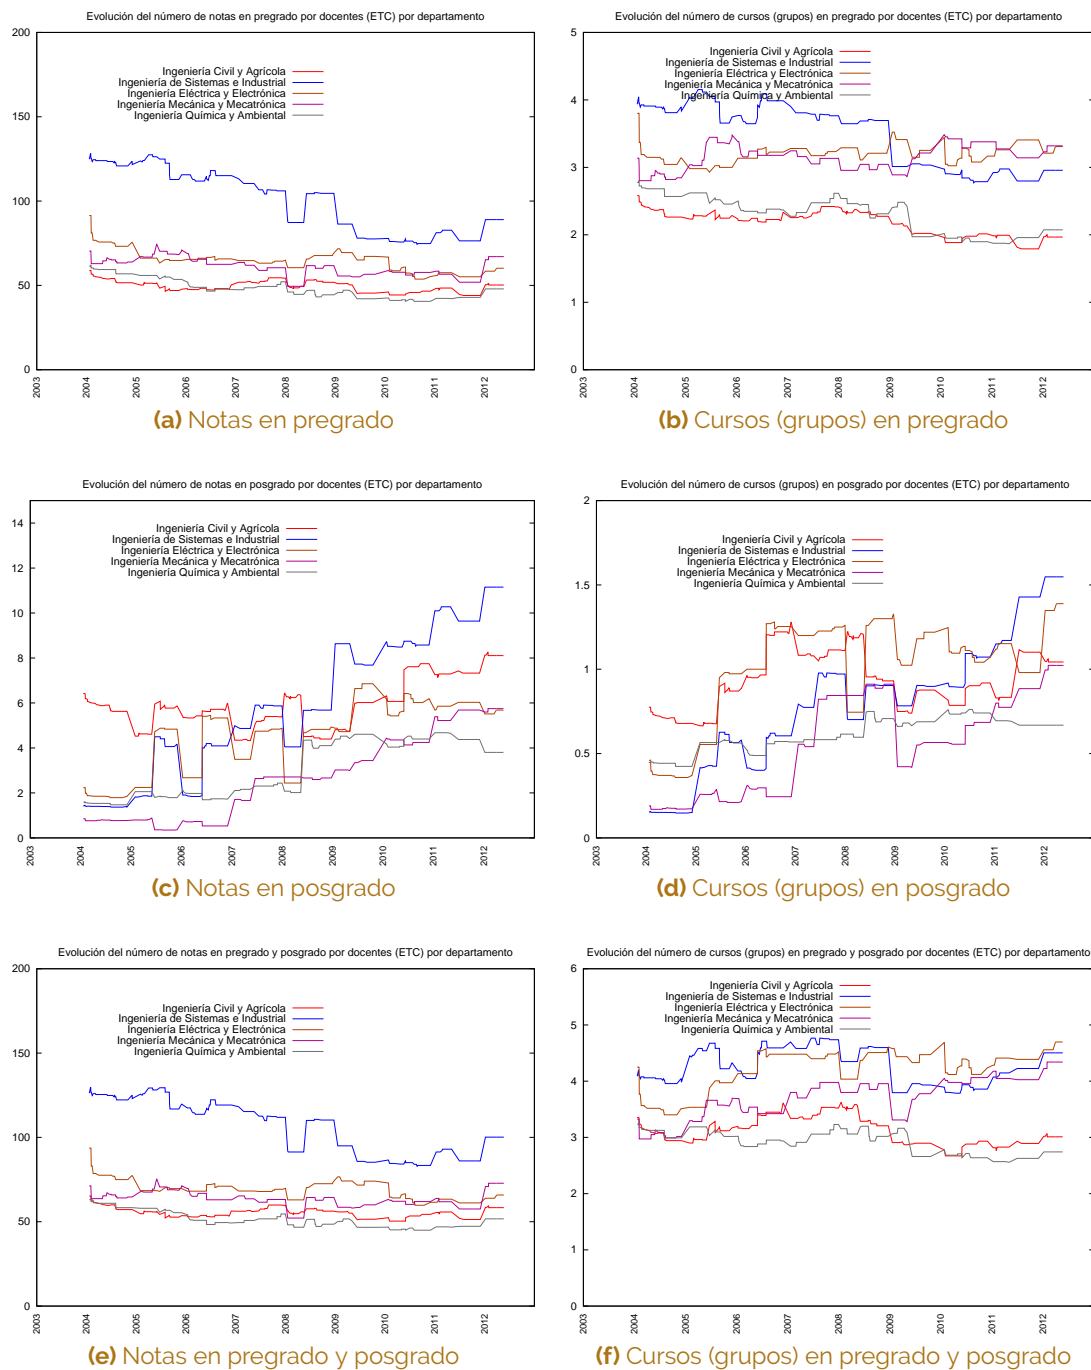 Evolución del número de notas en pregrado por docentes (ETC) por departamento
200
150
100
50
0
Ingeniería Civil y Agrícola
Ingeniería de Sistemas e Industrial
Ingeniería Eléctrica y Electrónica
Ingeniería Mecánica y Mecatrónica
Ingeniería Química y Ambiental
2003 2004 2005 2006 2007 2008 2009 2010 2011 2012
(a) Notas en pregrado
Evolución del número de cursos (grupos) en pregrado por docentes (ETC) por departamento
5
4
3
2
1
0
Ingeniería Civil y Agrícola
Ingeniería de Sistemas e Industrial
Ingeniería Eléctrica y Electrónica
Ingeniería Mecánica y Mecatrónica
Ingeniería Química y Ambiental
2003 2004 2005 2006 2007 2008 2009 2010 2011 2012
(b) Cursos (grupos) en pregrado
Evolución del número de notas en posgrado por docentes (ETC) por departamento
14
12
10
8
6
4
2
0
Ingeniería Civil y Agrícola
Ingeniería de Sistemas e Industrial
Ingeniería Eléctrica y Electrónica
Ingeniería Mecánica y Mecatrónica
Ingeniería Química y Ambiental
2003 2004 2005 2006 2007 2008 2009 2010 2011 2012
(c) Notas en posgrado
Evolución del número de cursos (grupos) en posgrado por docentes (ETC) por departamento
2
1.5
1
0.5
0
Ingeniería Civil y Agrícola
Ingeniería de Sistemas e Industrial
Ingeniería Eléctrica y Electrónica
Ingeniería Mecánica y Mecatrónica
Ingeniería Química y Ambiental
2003 2004 2005 2006 2007 2008 2009 2010 2011 2012
(d) Cursos (grupos) en posgrado
Evolución del número de notas en pregrado y posgrado por docentes (ETC) por departamento
200
150
100
50
0
Ingeniería Civil y Agrícola
Ingeniería de Sistemas e Industrial
Ingeniería Eléctrica y Electrónica
Ingeniería Mecánica y Mecatrónica
Ingeniería Química y Ambiental
2003 2004 2005 2006 2007 2008 2009 2010 2011 2012
(e) Notas en pregrado y posgrado
Evolución del número de cursos (grupos) en pregrado y posgrado por docentes (ETC) por departamento
6
5
4
3
2
1
0
Ingeniería Civil y Agrícola
Ingeniería de Sistemas e Industrial
Ingeniería Eléctrica y Electrónica
Ingeniería Mecánica y Mecatrónica
Ingeniería Química y Ambiental
2003 2004 2005 2006 2007 2008 2009 2010 2011 2012
(f) Cursos (grupos) en pregrado y posgrado